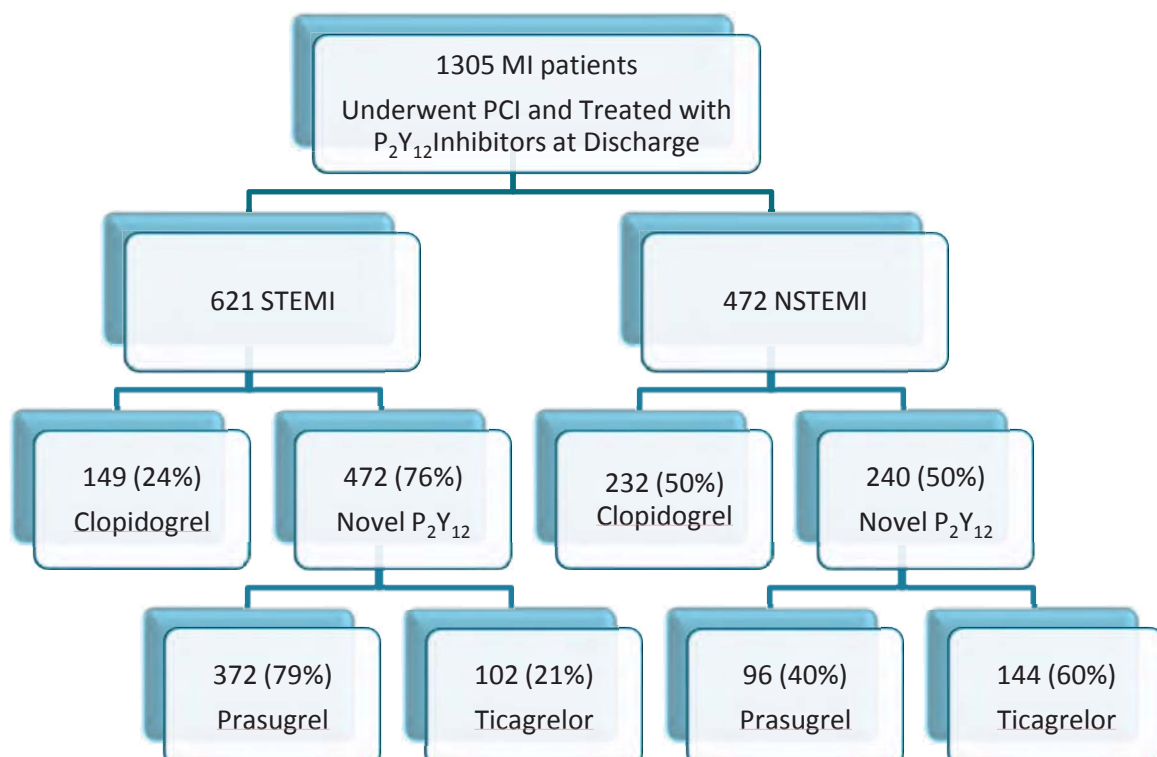 1305 MI patients
Underwent PCI and Treated with
P₂Y₁₂Inhibitors at Discharge
621 STEMI
472 NSTEMI
149 (24%)
Clopidogrel
472 (76%)
Novel P₂Y₁₂
232 (50%)
Clopidogrel
240 (50%)
Novel P₂Y₁₂
372 (79%)
Prasugrel
102 (21%)
Ticagrelor
96 (40%)
Prasugrel
144 (60%)
Ticagrelor